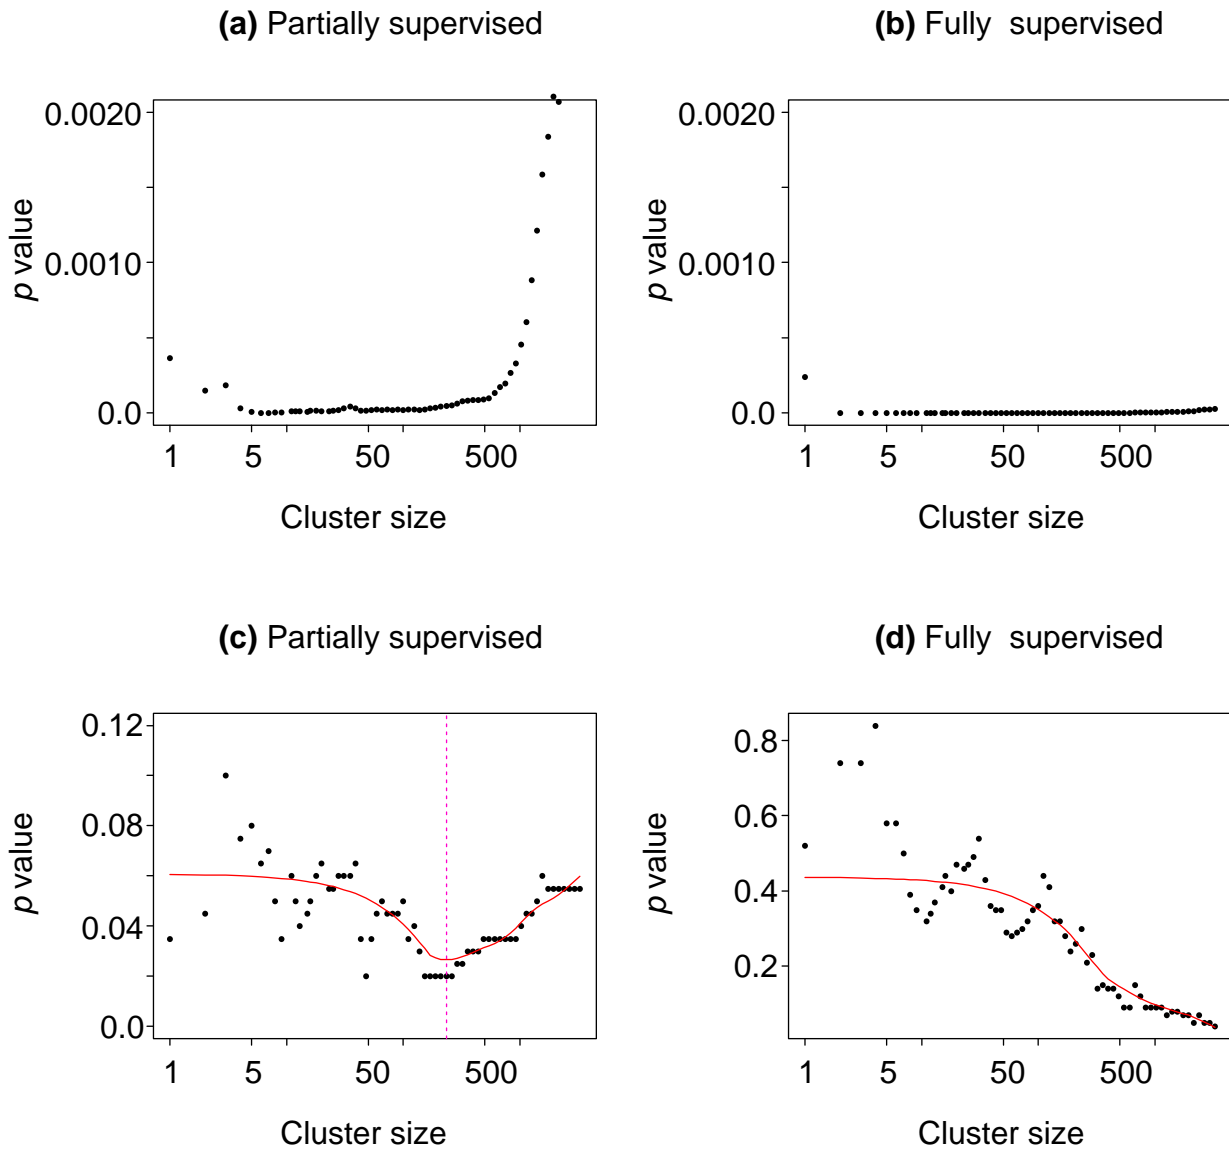 (a) Partially supervised
0.0020
0.0010
0.0
p value
1 5 50 500
Cluster size
(b) Fully supervised
0.0020
0.0010
0.0
p value
1 5 50 500
Cluster size
(c) Partially supervised
0.12
0.08
0.04
0.0
p value
1 5 50 500
Cluster size
(d) Fully supervised
0.8
0.6
0.4
0.2
p value
1 5 50 500
Cluster size